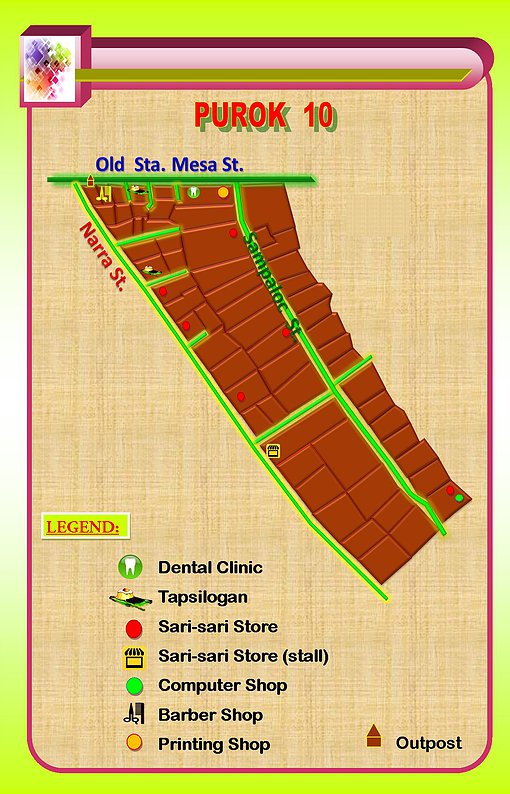 PUROK 10
Old Sta. Mesa St.
Narra St.
Sampaloc St.
LEGEND:
Dental Clinic
Tapsilogan
Sari-sari Store
Sari-sari Store (stall)
Computer Shop
Barber Shop
Printing Shop
Outpost